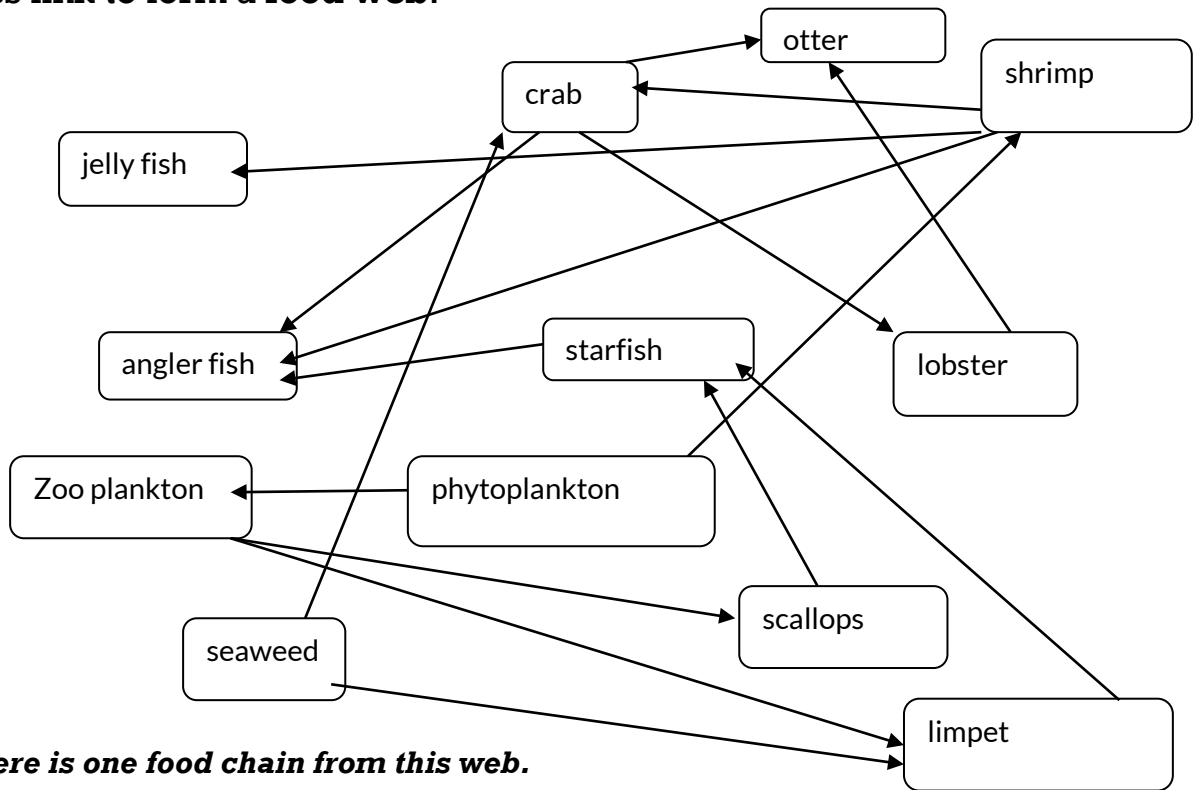 link to form a food web.
otter
shrimp
crab
jelly fish
starfish
angler fish
lobster
Zoo plankton
phytoplankton
scallops
seaweed
limpet
is one food chain from this web.